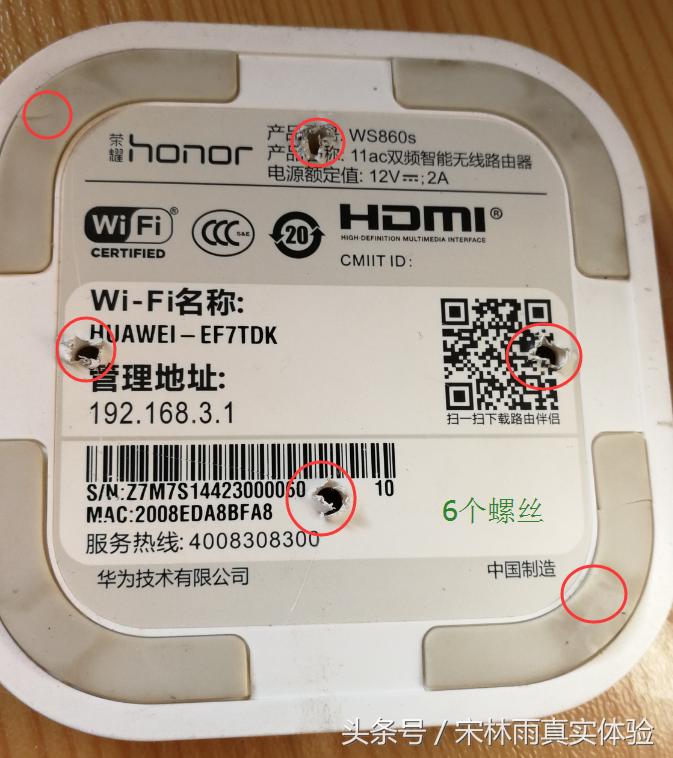 荣耀 honor
产品 号: WS860s
产品 称: 11ac双频智能无线路由器
电源额定值: 12V⎓;2A
Wi Fi®
CERTIFIED
CCC S&E
20
HDMI®
HIGH-DEFINITION MULTIMEDIA INTERFACE
CMIIT ID:
Wi-Fi名称:
HUAWEI-EF7TDK
管理地址:
192.168.3.1
扫一扫下载路由伴侣
S/N:Z7M7S14423000060 10
MAC:2008EDA8BFA8
6个螺丝
服务热线: 4008308300
华为技术有限公司
中国制造
头条号/宋林雨真实体验